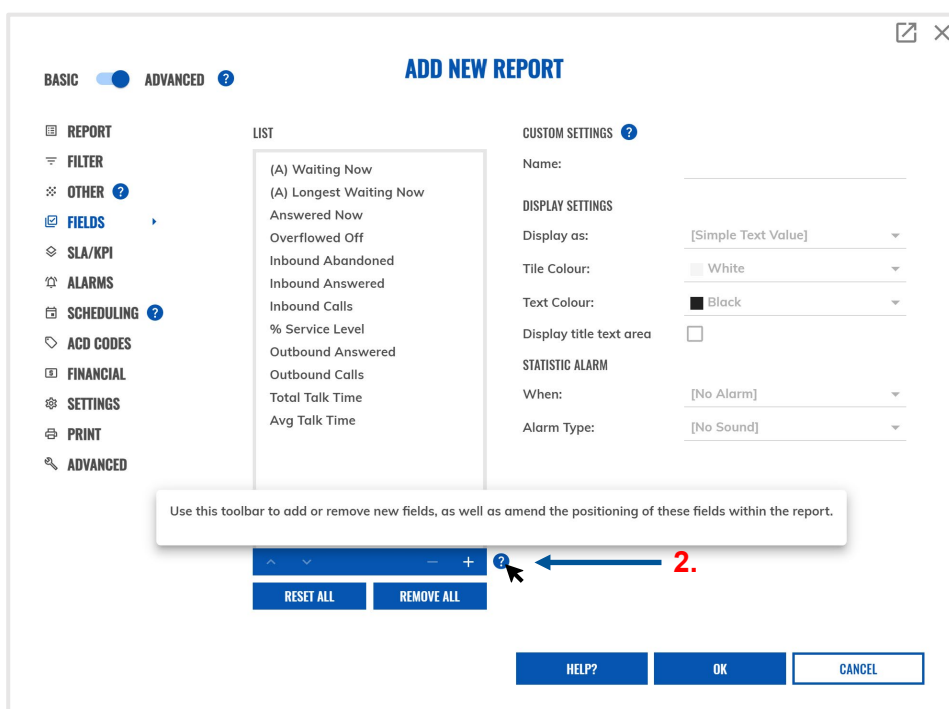 ADD NEW REPORT
BASIC ADVANCED ?
REPORT
FILTER
OTHER ?
FIELDS
SLA/KPI
ALARMS
SCHEDULING ?
ACD CODES
FINANCIAL
SETTINGS
PRINT
ADVANCED
LIST
(A) Waiting Now
(A) Longest Waiting Now
Answered Now
Overflowed Off
Inbound Abandoned
Inbound Answered
Inbound Calls
% Service Level
Outbound Answered
Outbound Calls
Total Talk Time
Avg Talk Time
CUSTOM SETTINGS ?
Name:
DISPLAY SETTINGS
Display as: [Simple Text Value]
Tile Colour: White
Text Colour: Black
Display title text area
STATISTIC ALARM
When: [No Alarm]
Alarm Type: [No Sound]
Use this toolbar to add or remove new fields, as well as amend the positioning of these fields within the report.
? 2.
RESET ALL REMOVE ALL
HELP? OK CANCEL